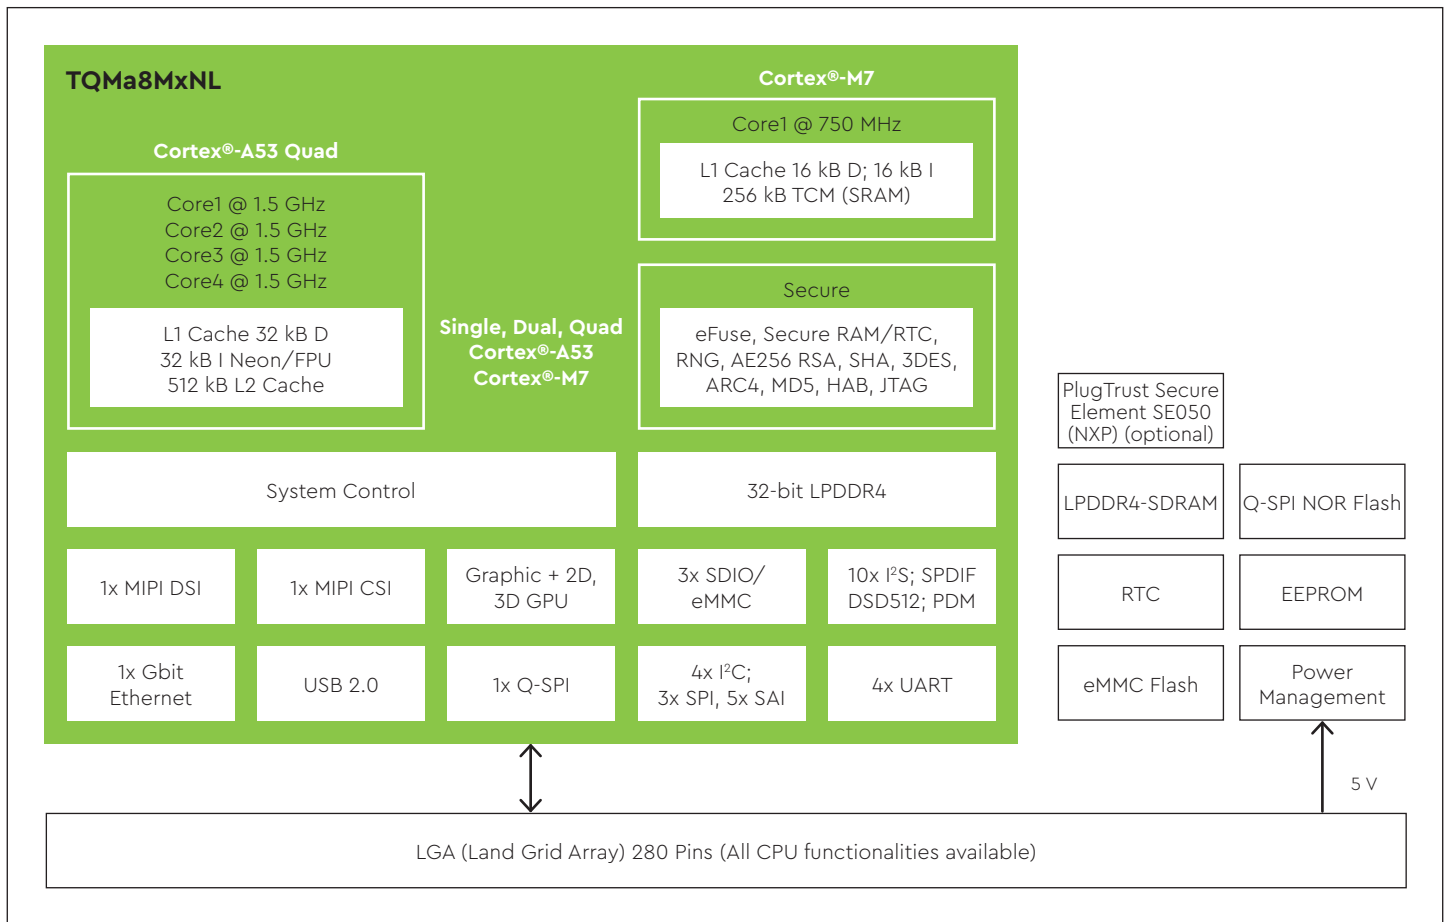 TQMa8MxNL
Cortex®-A53 Quad
Core1 @ 1.5 GHz
Core2 @ 1.5 GHz
Core3 @ 1.5 GHz
Core4 @ 1.5 GHz
L1 Cache 32 kB D
32 kB I Neon/FPU
512 kB L2 Cache
Single, Dual, Quad
Cortex®-A53
Cortex®-M7
Cortex®-M7
Core1 @ 750 MHz
L1 Cache 16 kB D; 16 kB I
256 kB TCM (SRAM)
Secure
eFuse, Secure RAM/RTC,
RNG, AE256 RSA, SHA, 3DES,
ARC4, MD5, HAB, JTAG
System Control
32-bit LPDDR4
1x MIPI DSI
1x MIPI CSI
Graphic + 2D,
3D GPU
3x SDIO/
eMMC
10x I²S; SPDIF
DSD512; PDM
1x Gbit
Ethernet
USB 2.0
1x Q-SPI
4x I²C;
3x SPI, 5x SAI
4x UART
PlugTrust Secure
Element SE050
(NXP) (optional)
LPDDR4-SDRAM
Q-SPI NOR Flash
RTC
EEPROM
eMMC Flash
Power
Management
5 V
LGA (Land Grid Array) 280 Pins (All CPU functionalities available)